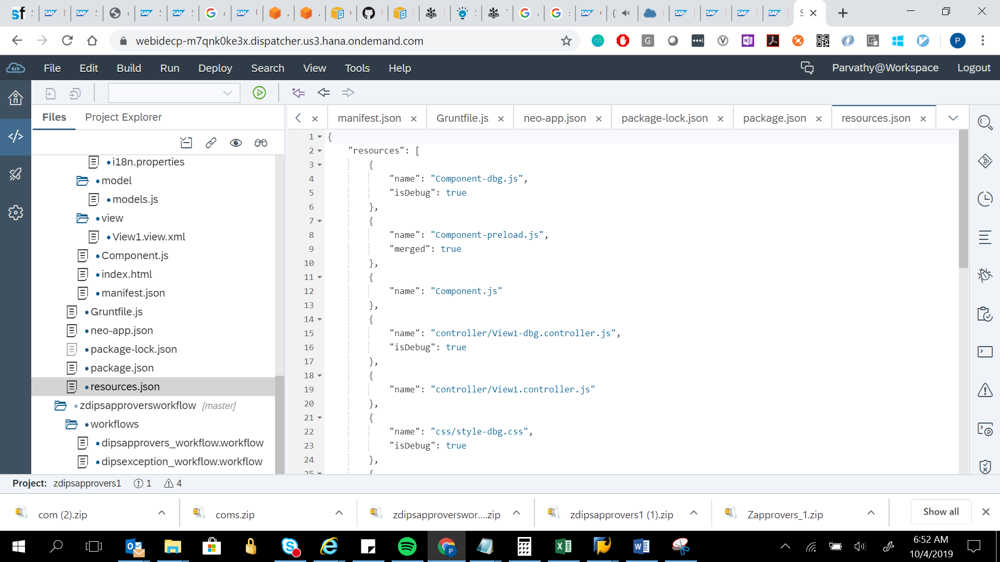 webidecp-m7qnk0ke3x.dispatcher.us3.hana.ondemand.com
File Edit Build Run Deploy Search View Tools Help Parvathy@Workspace Logout
Files Project Explorer
manifest.json Gruntfile.js neo-app.json package-lock.json package.json resources.json
i18n.properties
model
models.js
view
View1.view.xml
Component.js
index.html
manifest.json
Gruntfile.js
neo-app.json
package-lock.json
package.json
resources.json
* zdipsapproversworkflow [master]
workflows
dipsapprovers_workflow.workflow
dipsexception_workflow.workflow
1 {
2 "resources": [
3 {
4 "name": "Component-dbg.js",
5 "isDebug": true
6 },
7 {
8 "name": "Component-preload.js",
9 "merged": true
10 },
11 {
12 "name": "Component.js"
13 },
14 {
15 "name": "controller/View1-dbg.controller.js",
16 "isDebug": true
17 },
18 {
19 "name": "controller/View1.controller.js"
20 },
21 {
22 "name": "css/style-dbg.css",
23 "isDebug": true
24 },
25 {
Project: zdipsapprovers1 1 4
com (2).zip coms.zip zdipsapproverswor....zip zdipsapprovers1 (1).zip Zapprovers_1.zip Show all
6:52 AM
10/4/2019